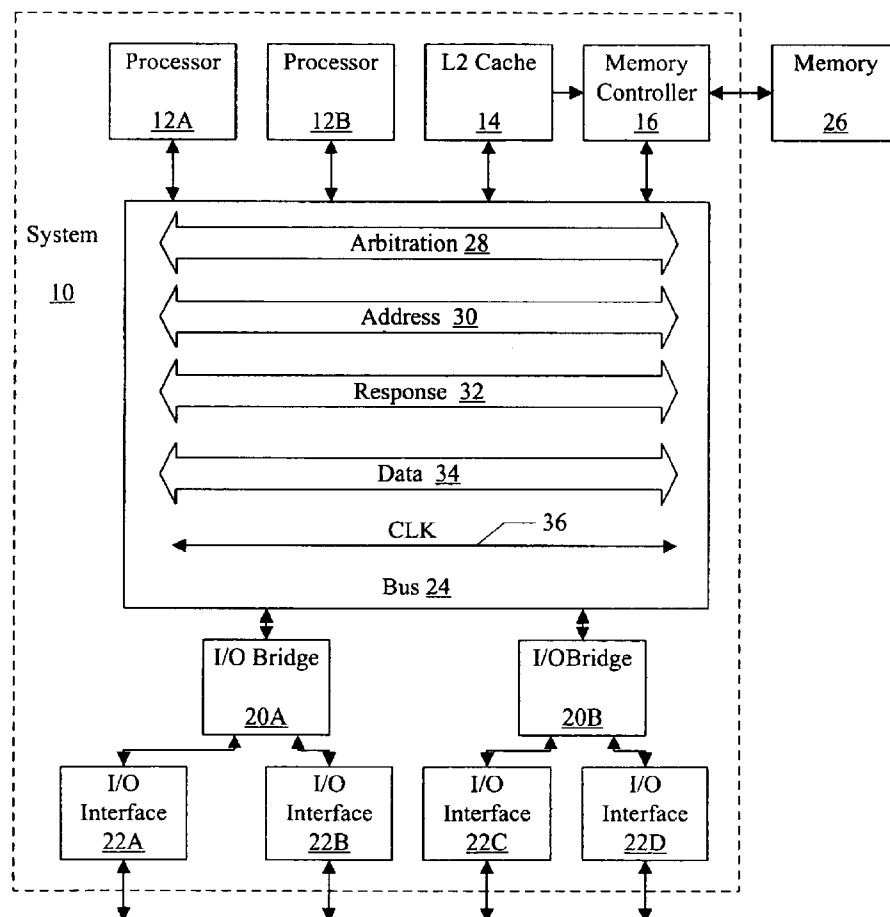 Processor
12A
Processor
12B
L2 Cache
14
Memory
Controller
16
Memory
26
System
10
Arbitration 28
Address 30
Response 32
Data 34
CLK
36
Bus 24
I/O Bridge
20A
I/OBridge
20B
I/O
Interface
22A
I/O
Interface
22B
I/O
Interface
22C
I/O
Interface
22D